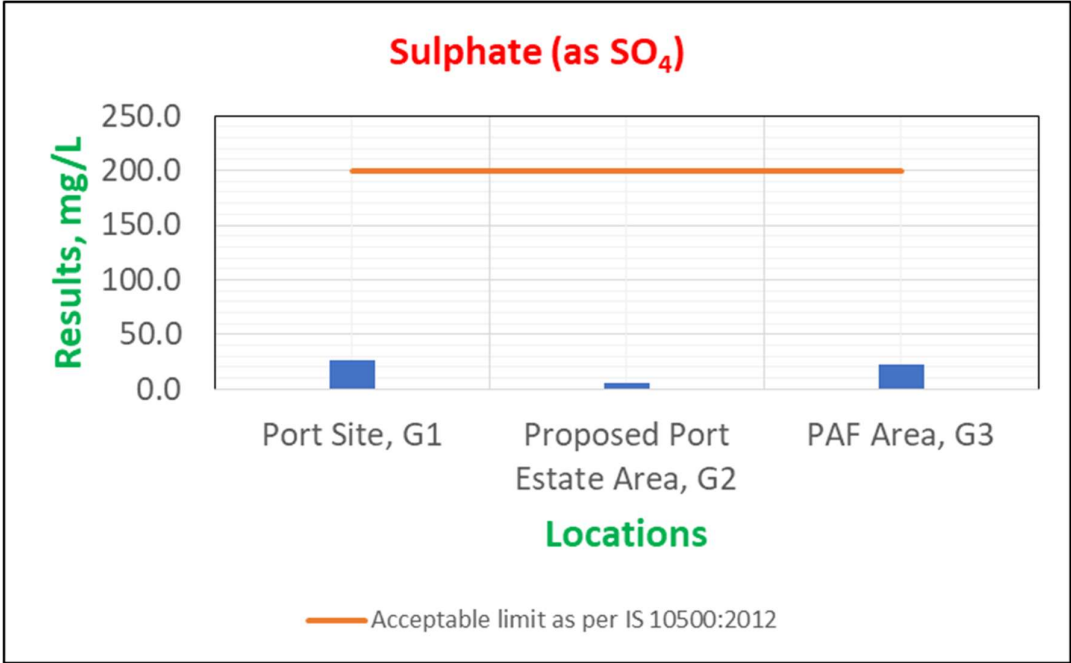 Sulphate (as SO₄)
Results, mg/L
250.0
200.0
150.0
100.0
50.0
0.0
Port Site, G1
Proposed Port
Estate Area, G2
PAF Area, G3
Locations
Acceptable limit as per IS 10500:2012